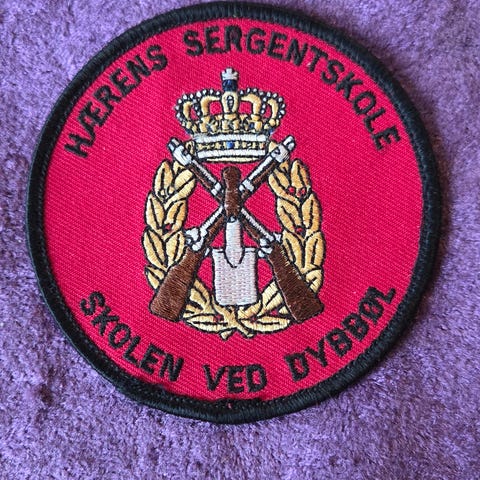 HÆRENS SERGENTSKOLE
SKOLEN VED DYBBØL